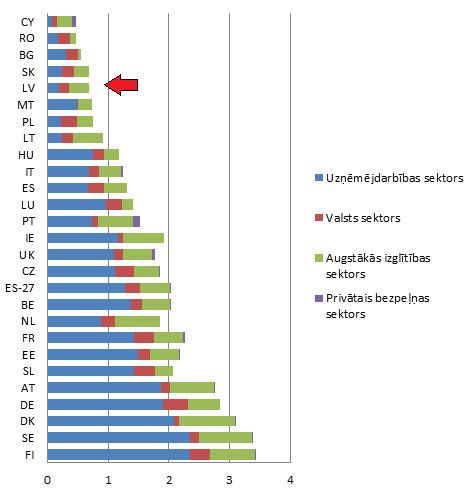 CY
RO
BG
SK
LV
MT
PL
LT
HU
IT
ES
LU
PT
IE
UK
CZ
ES-27
BE
NL
FR
EE
SL
AT
DE
DK
SE
FI
0 1 2 3 4
Uzņēmējdarbības sektors
Valsts sektors
Augstākās izglītības
sektors
Privātais bezpeļņas
sektors